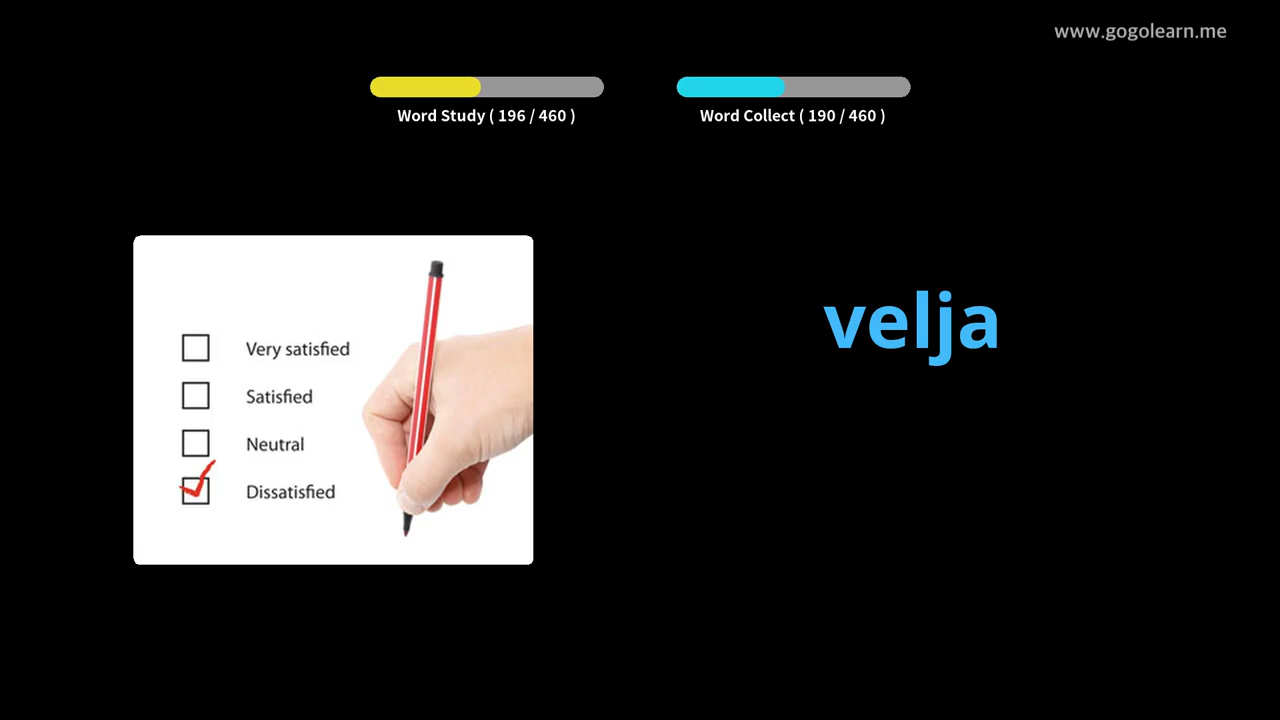 www.gogolearn.me
Word Study ( 196 / 460 )
Word Collect ( 190 / 460 )
Very satisfied
Satisfied
Neutral
Dissatisfied
velja